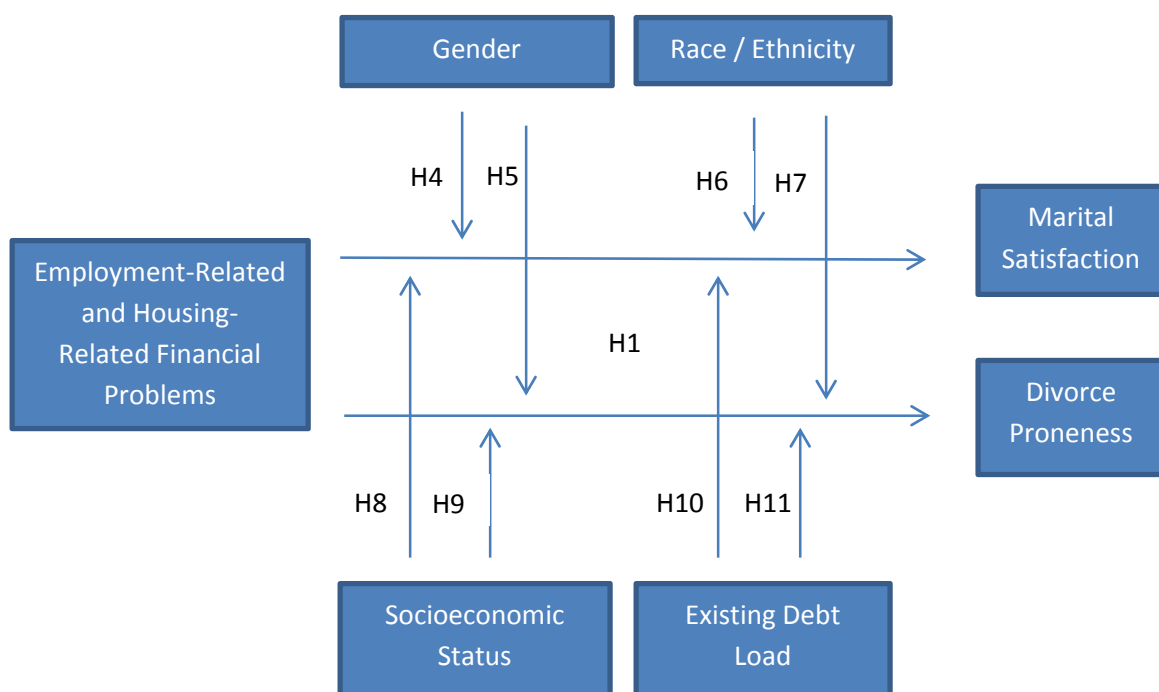 Gender
Race / Ethnicity
H4
H5
H6
H7
Marital
Satisfaction
Employment-Related
and Housing-
Related Financial
Problems
H1
Divorce
Proneness
H8
H9
H10
H11
Socioeconomic
Status
Existing Debt
Load